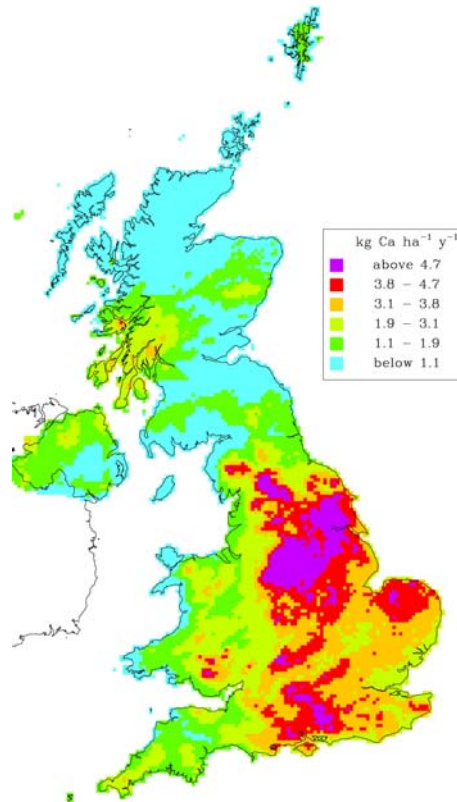 kg Ca ha⁻¹ y⁻¹
above 4.7
3.8 – 4.7
3.1 – 3.8
1.9 – 3.1
1.1 – 1.9
below 1.1